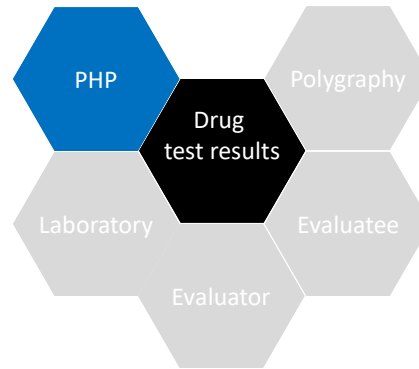 PHP
Polygraphy
Drug
test results
Laboratory
Evaluatee
Evaluator